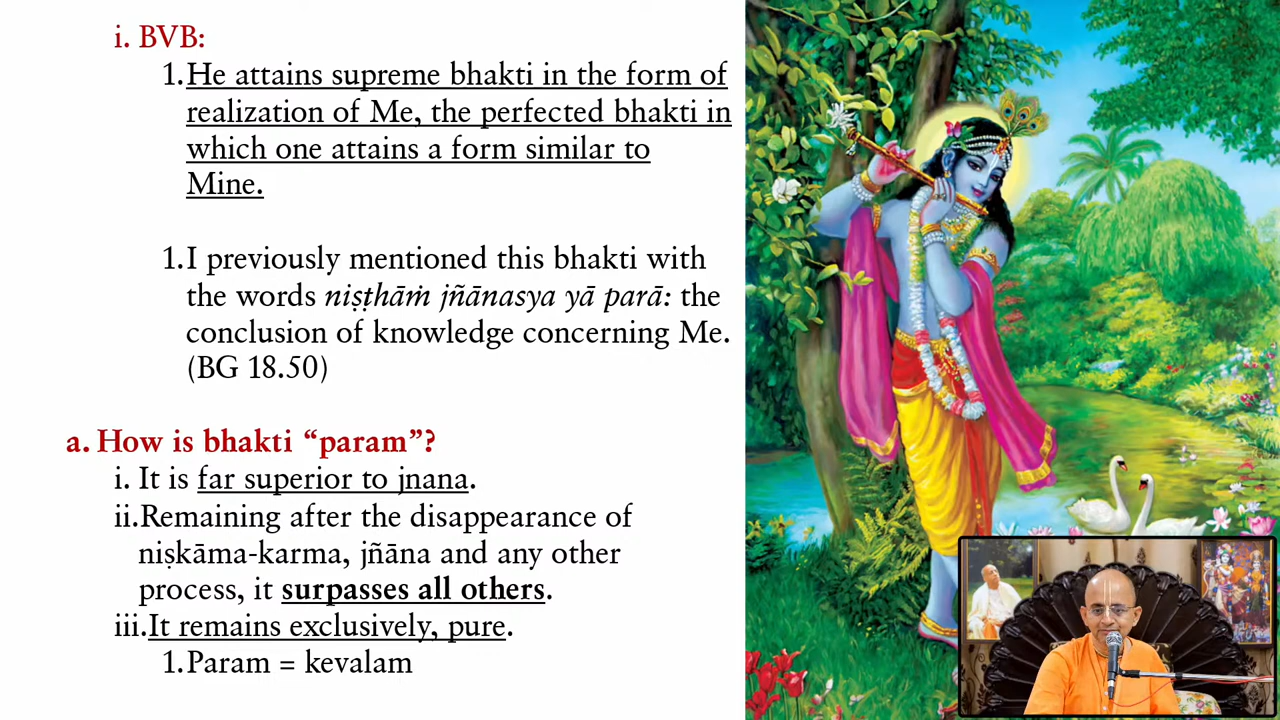 i. BVB:
1.He attains supreme bhakti in the form of
realization of Me, the perfected bhakti in
which one attains a form similar to
Mine.
1.I previously mentioned this bhakti with
the words niṣṭhāṁ jñānasya yā parā: the
conclusion of knowledge concerning Me.
(BG 18.50)
a. How is bhakti “param”?
i. It is far superior to jnana.
ii.Remaining after the disappearance of
niṣkāma-karma, jñāna and any other
process, it surpasses all others.
iii.It remains exclusively, pure.
1.Param = kevalam